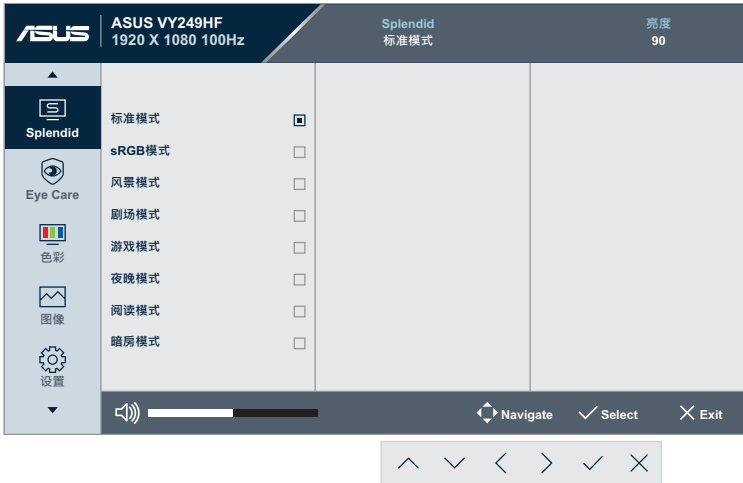 ASUS
ASUS VY249HF
1920 X 1080 100Hz
Splendid
标准模式
亮度
90
Splendid
Eye Care
色彩
图像
设置
标准模式
sRGB模式
风景模式
剧场模式
游戏模式
夜晚模式
阅读模式
暗房模式
Navigate
Select
Exit